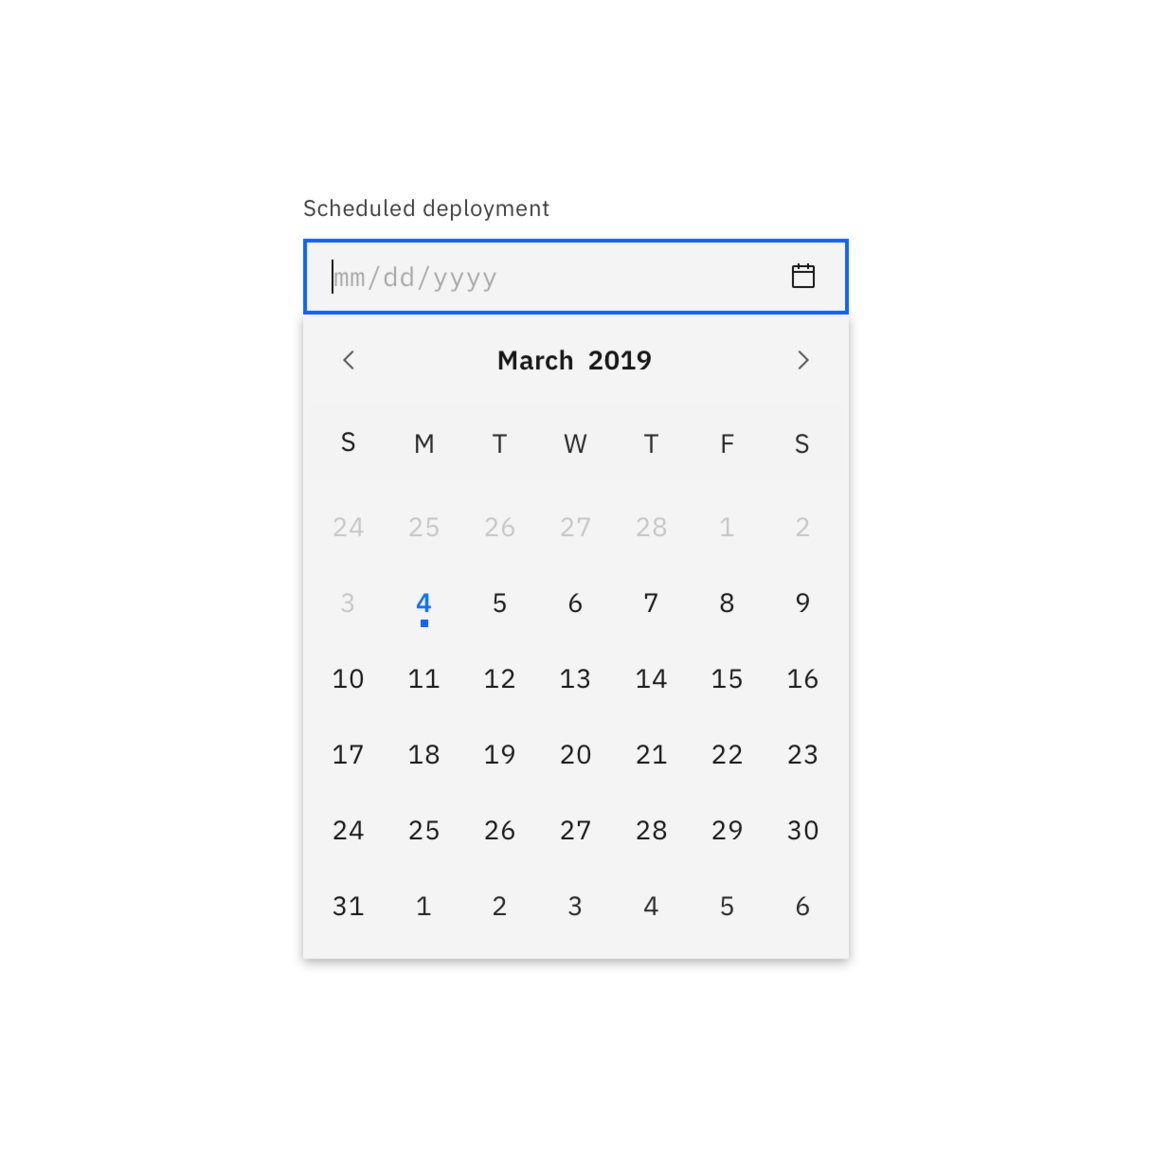 Scheduled deployment
mm/dd/yyyy
March 2019
S M T W T F S
24 25 26 27 28 1 2
3 4 5 6 7 8 9
10 11 12 13 14 15 16
17 18 19 20 21 22 23
24 25 26 27 28 29 30
31 1 2 3 4 5 6